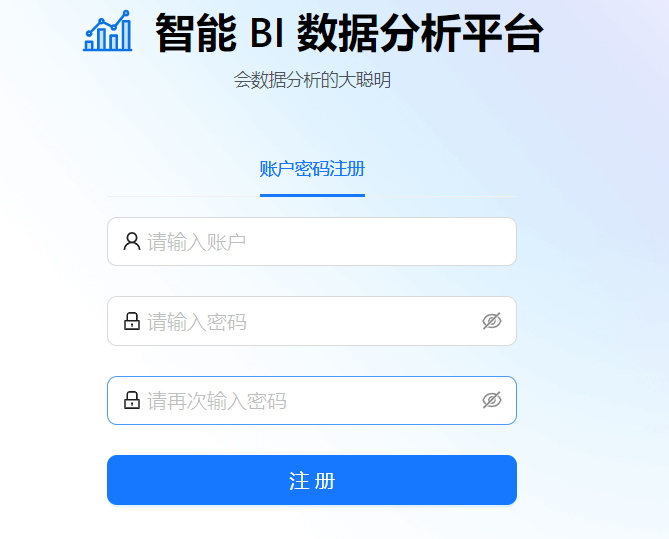 智能 BI 数据分析平台
会数据分析的大聪明
账户密码注册
请输入账户
请输入密码
请再次输入密码
注 册